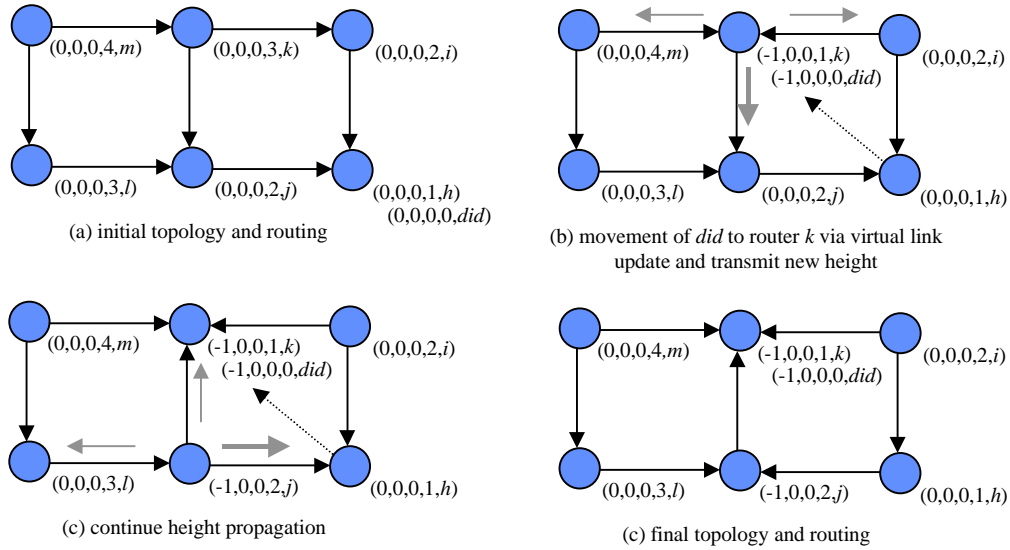 (0,0,0,4,m)
(0,0,0,3,k)
(0,0,0,2,i)
(0,0,0,3,l)
(0,0,0,2,j)
(0,0,0,1,h)
(0,0,0,0,did)
(a) initial topology and routing
(0,0,0,4,m)
(-1,0,0,1,k)
(-1,0,0,0,did)
(0,0,0,2,i)
(0,0,0,3,l)
(0,0,0,2,j)
(0,0,0,1,h)
(b) movement of did to router k via virtual link
update and transmit new height
(0,0,0,4,m)
(-1,0,0,1,k)
(-1,0,0,0,did)
(0,0,0,2,i)
(0,0,0,3,l)
(-1,0,0,2,j)
(0,0,0,1,h)
(c) continue height propagation
(0,0,0,4,m)
(-1,0,0,1,k)
(-1,0,0,0,did)
(0,0,0,2,i)
(0,0,0,3,l)
(-1,0,0,2,j)
(0,0,0,1,h)
(c) final topology and routing